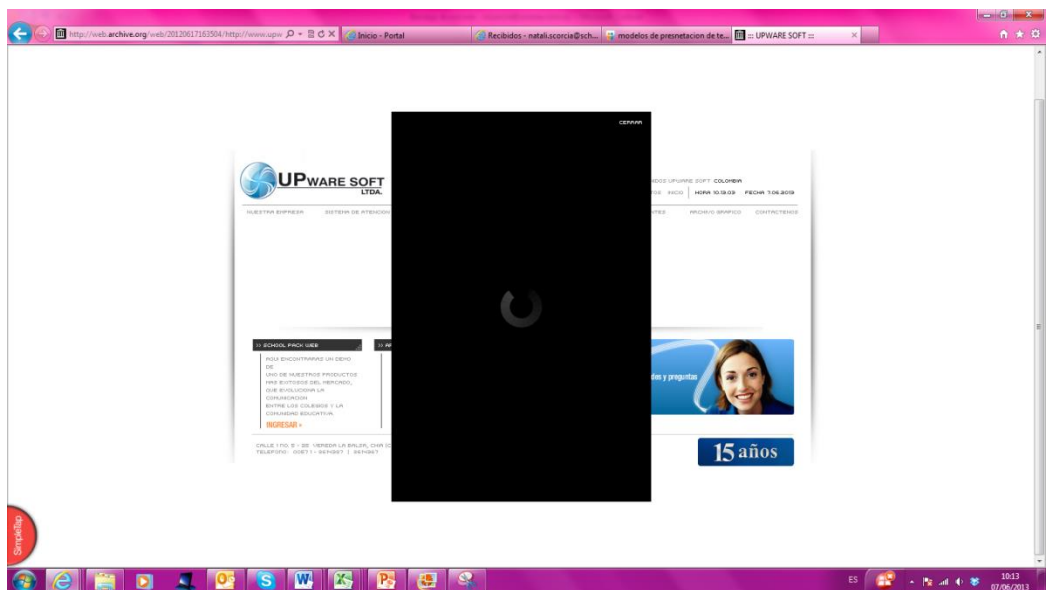 http://web.archive.org/web/20120617163504/http://www.upw
Inicio - Portal
Recibidos - natali.scorcia@sch...
modelos de presnetacion de te...
::: UPWARE SOFT :::
CERRAR
UPWARE SOFT
LTDA.
UPWARE SOFT COLOMBIA
INICIO
HORA 10:13:03 FECHA 7.06.2013
NUESTRA EMPRESA SISTEMA DE ATENCION
ARCHIVO GRAFICO CONTACTENOS
>> SCHOOL PACK WEB
AQUI ENCONTRARAS UN DEMO
DE
UNO DE NUESTROS PRODUCTOS
MAS EXITOSOS DEL MERCADO,
QUE EVOLUCIONA LA
COMUNICACION
ENTRE LOS COLEGIOS Y LA
COMUNIDAD EDUCATIVA.
INGRESAR »
y preguntas
VEREDA LA BALSA,
15 años
SimpleTap
ES
10:13
07/06/2013